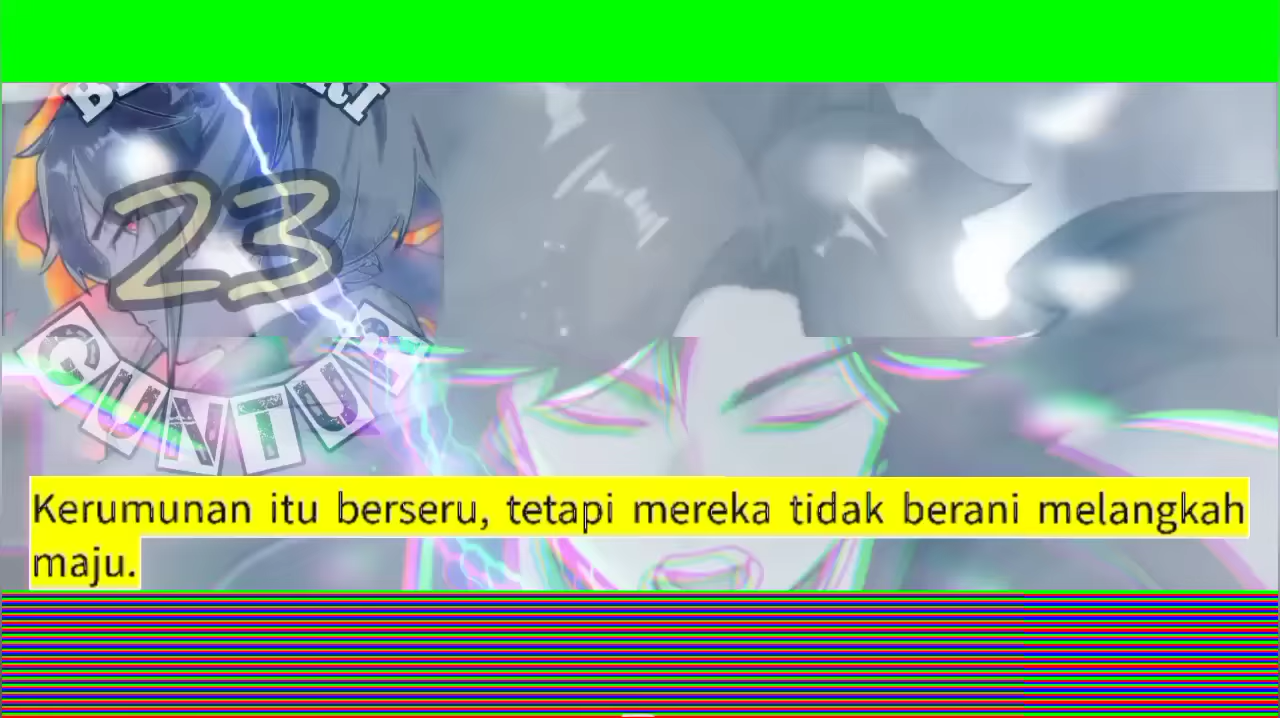 23
GUNTUR
Kerumunan itu berseru, tetapi mereka tidak berani melangkah
maju.